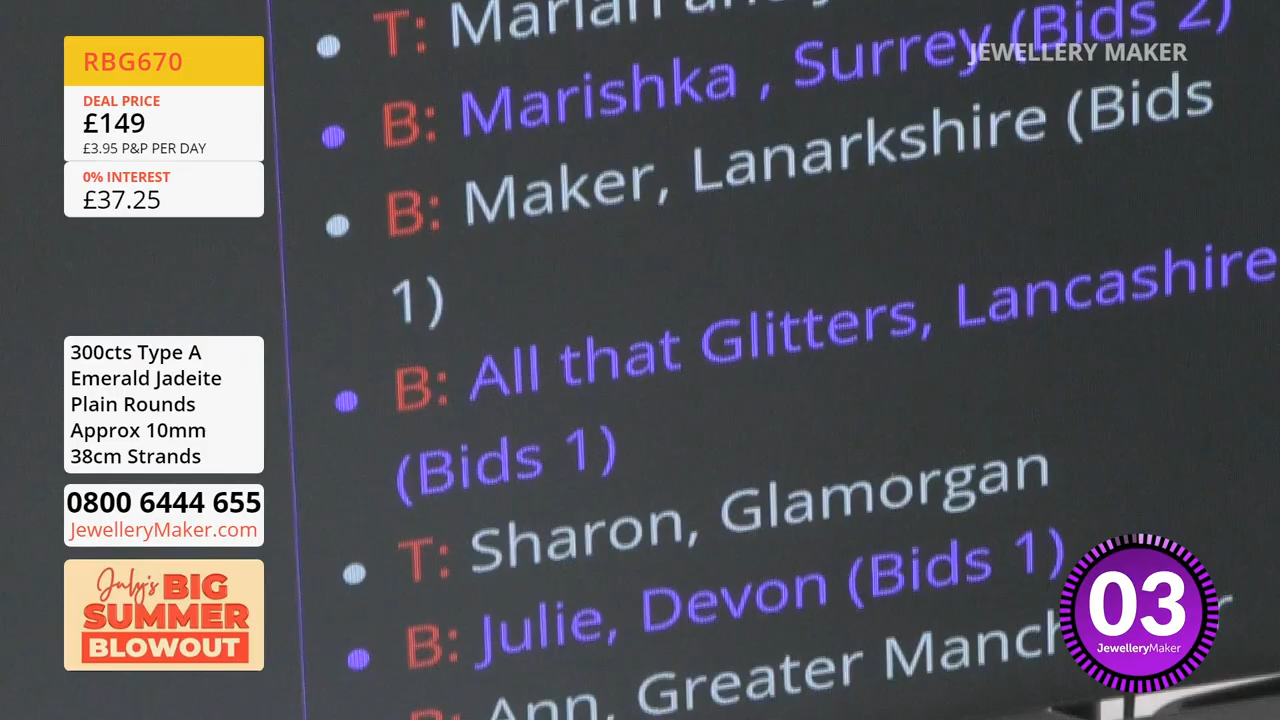 RBG670
DEAL PRICE
£149
£3.95 P&P PER DAY
0% INTEREST
£37.25
300cts Type A
Emerald Jadeite
Plain Rounds
Approx 10mm
38cm Strands
0800 6444 655
JewelleryMaker.com
July's BIG
SUMMER
BLOWOUT
JEWELLERY MAKER
T:
B: Marishka , Surrey (Bids 2)
B: Maker, Lanarkshire (Bids
1)
B: All that Glitters, Lancashire
(Bids 1)
T: Sharon, Glamorgan
B: Julie, Devon (Bids 1)
B: Ann, Greater
03
JewelleryMaker